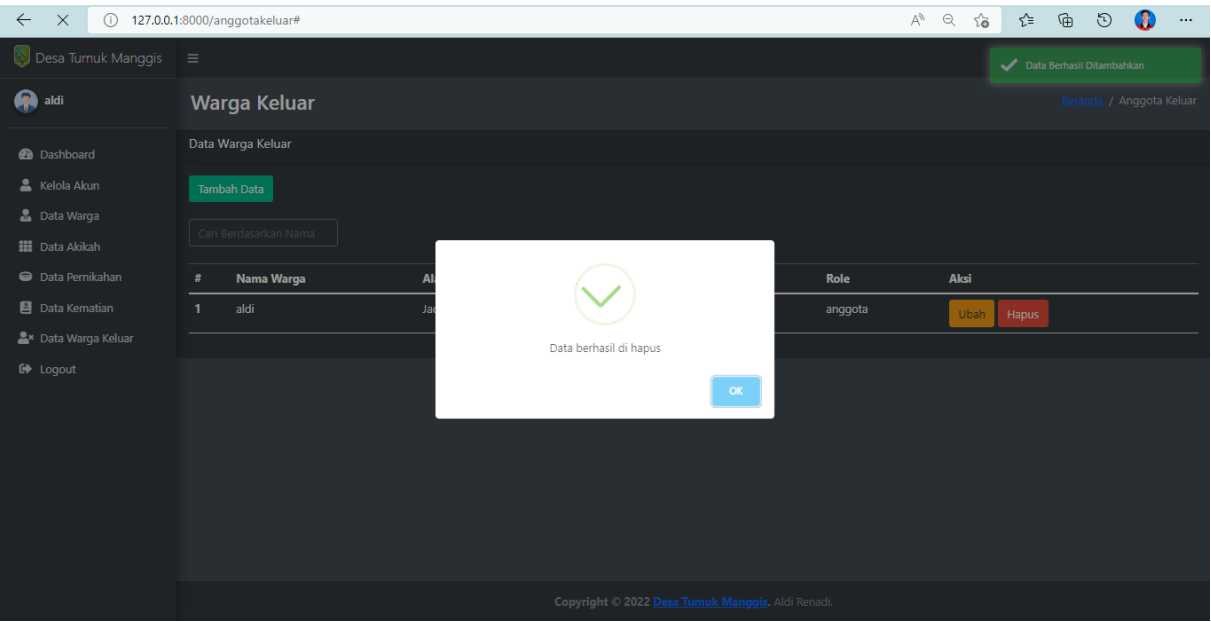 127.0.0.1:8000/anggotakeluar#
Desa Tumuk Manggis
Data Berhasil Ditambahkan
aldi
Warga Keluar
Beranda / Anggota Keluar
Dashboard
Kelola Akun
Data Warga
Data Akikah
Data Pernikahan
Data Kematian
Data Warga Keluar
Logout
Data Warga Keluar
Tambah Data
Cari Berdasarkan Nama
# Nama Warga Role Aksi
1 aldi anggota Ubah Hapus
Data berhasil di hapus
OK
Copyright © 2022 Desa Tumuk Manggis. Aldi Renadi.